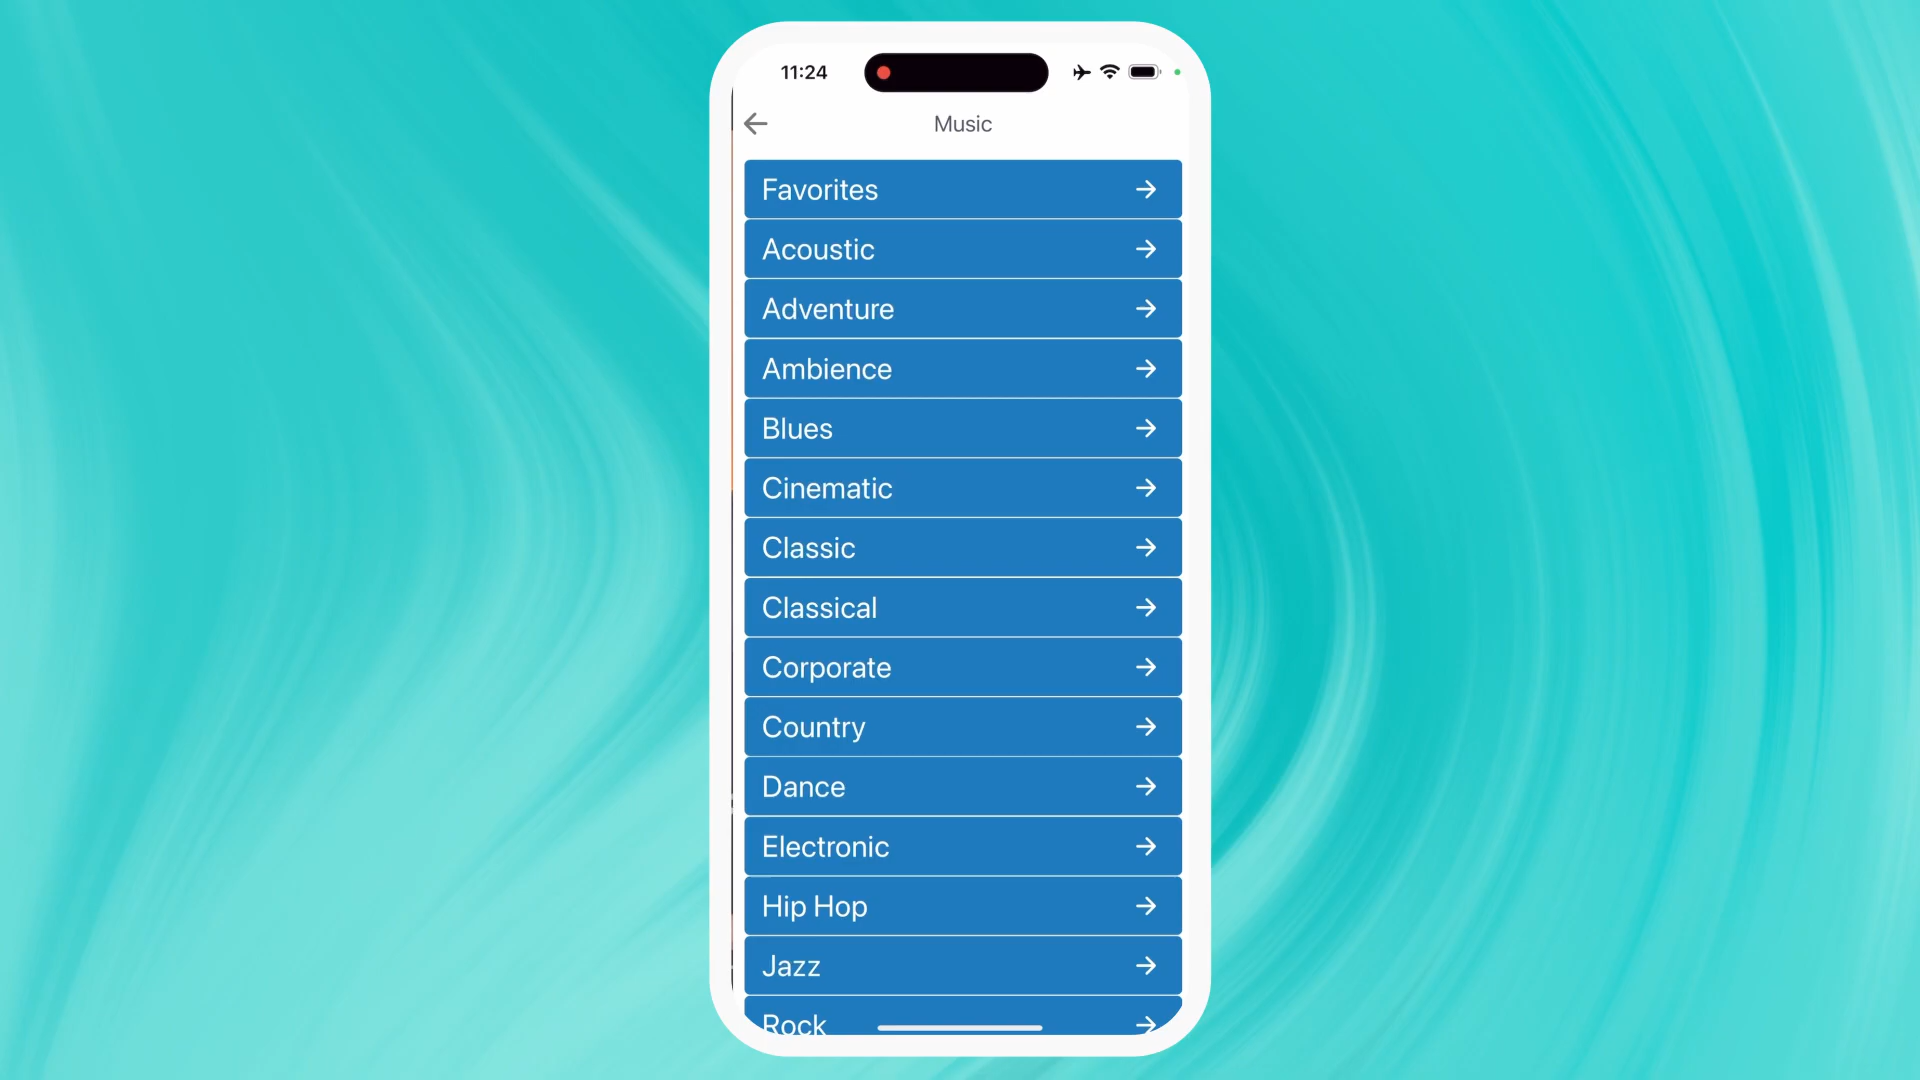 11:24
Music
Favorites
Acoustic
Adventure
Ambience
Blues
Cinematic
Classic
Classical
Corporate
Country
Dance
Electronic
Hip Hop
Jazz
Rock